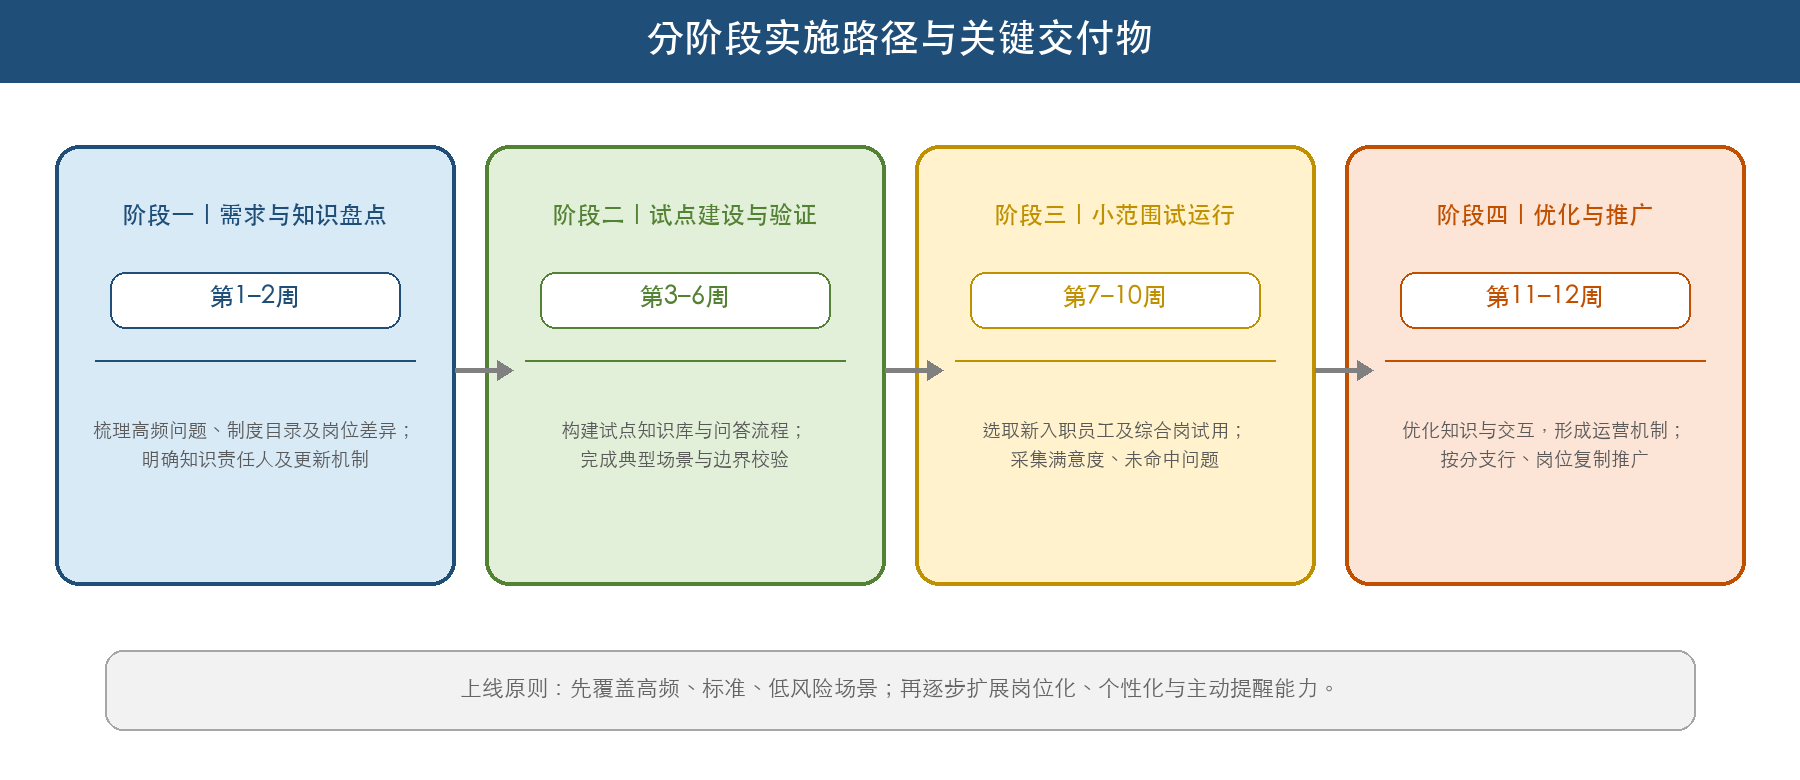 分阶段实施路径与关键交付物
阶段一｜需求与知识盘点
第1–2周
梳理高频问题、制度目录及岗位差异；
明确知识责任人及更新机制
阶段二｜试点建设与验证
第3–6周
构建试点知识库与问答流程；
完成典型场景与边界校验
阶段三｜小范围试运行
第7–10周
选取新入职员工及综合岗试用；
采集满意度、未命中问题
阶段四｜优化与推广
第11–12周
优化知识与交互，形成运营机制；
按分支行、岗位复制推广
上线原则：先覆盖高频、标准、低风险场景；再逐步扩展岗位化、个性化与主动提醒能力。